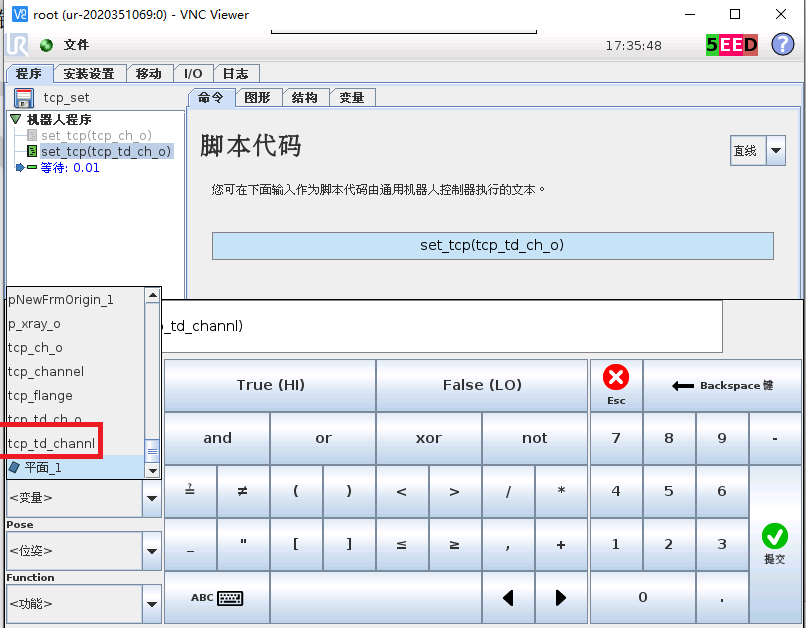 root (ur-2020351069:0) - VNC Viewer
文件
17:35:48
5EED
?
程序 安装设置 移动 I/O 日志
tcp_set
命令 图形 结构 变量
机器人程序
set_tcp(tcp_ch_o)
set_tcp(tcp_td_ch_o)
等待: 0.01
脚本代码
直线
您可在下面输入作为脚本代码由通用机器人控制器执行的文本。
set_tcp(tcp_td_ch_o)
pNewFrmOrigin_1
p_xray_o
tcp_ch_o
tcp_channel
tcp_flange
tcp_td_ch_o
tcp_td_channl
平面_1
<变量>
Pose
<位姿>
Function
<功能>
_td_channl)
True (HI) False (LO) Esc Backspace 键
and or xor not 7 8 9 -
≟ ≠ ( ) < > / * 4 5 6
_ " [ ] ≤ ≥ , + 1 2 3 提交
ABC 0 .